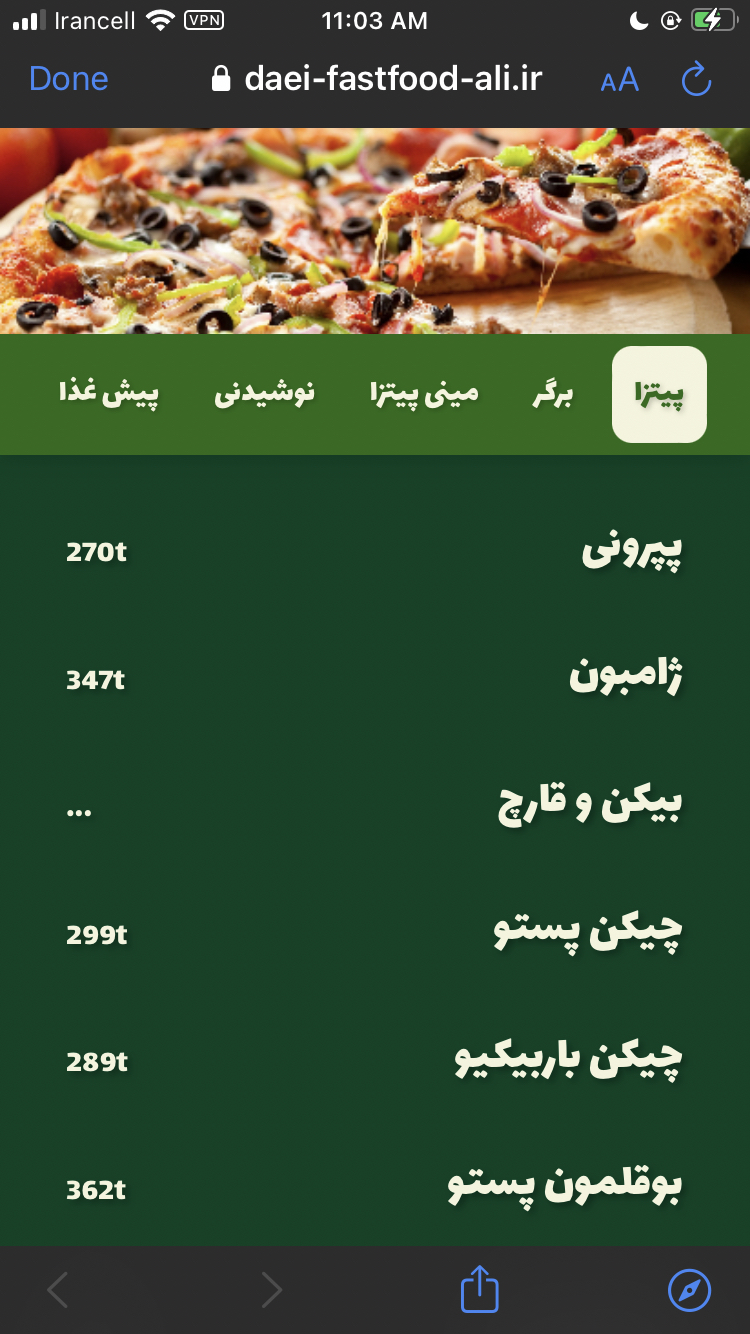 Irancell VPN 11:03 AM
Done daei-fastfood-ali.ir AA
پیتزا برگر مینی پیتزا نوشیدنی پیش غذا
پپرونی 270t
ژامبون 347t
بیکن و قارچ ...
چیکن پستو 299t
چیکن باربیکیو 289t
بوقلمون پستو 362t